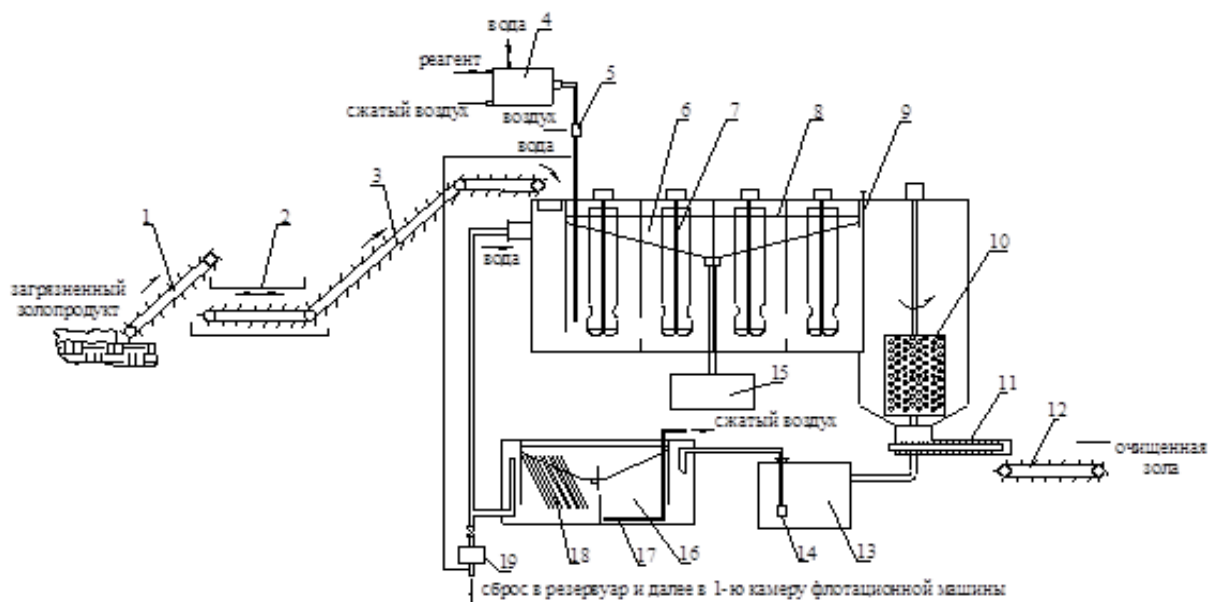 вода
4
реагент
5
сжатый воздух
воздух
6
7
8
9
вода
3
1
2
10
вода
загрязненный
золопродукт
15
11
сжатый воздух
12
очищенная
зола
18
17
16
14
13
19
сброс в резервуар и далее в 1-ю камеру флотационной машины